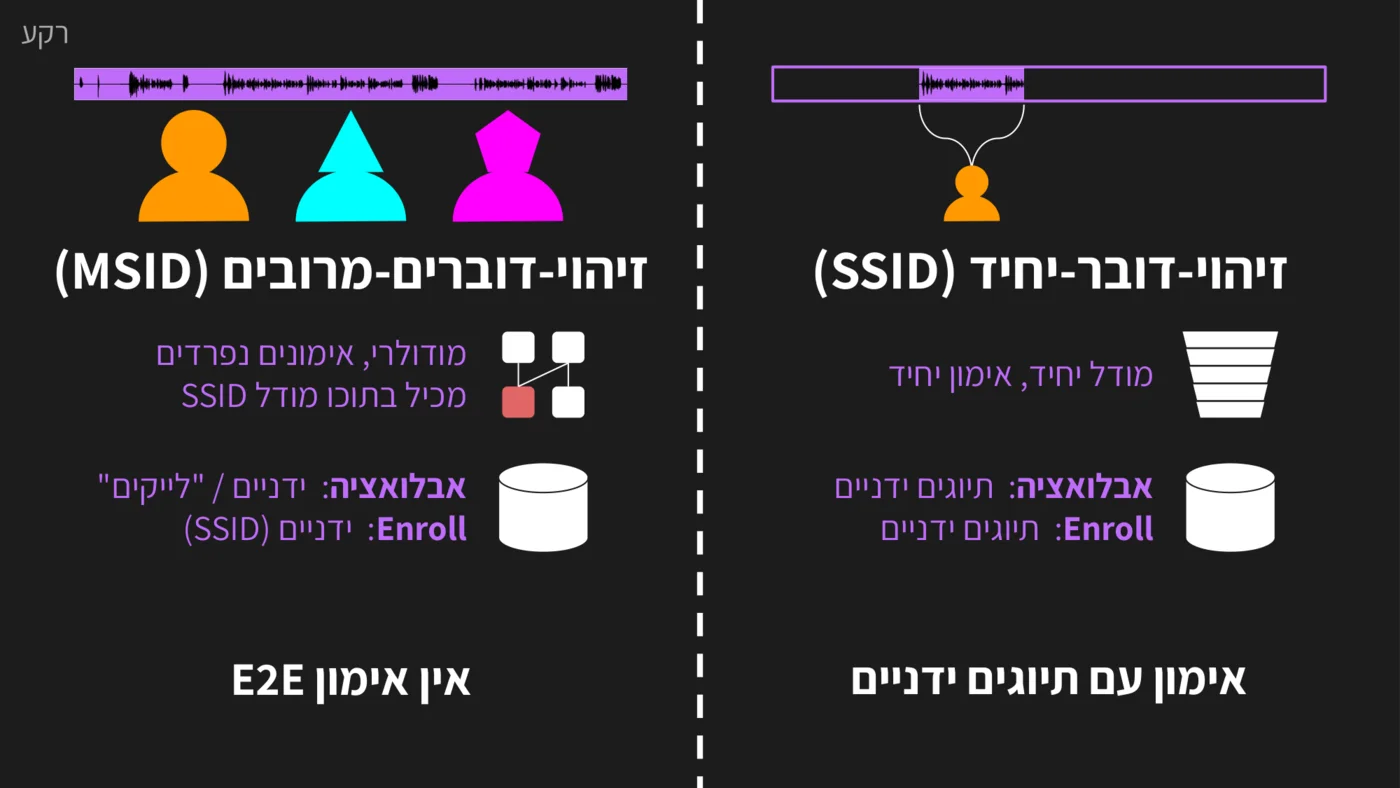 רקע
זיהוי-דובר-יחיד (SSID)
מודל יחיד, אימון יחיד
אבלואציה: תיוגים ידניים
Enroll: תיוגים ידניים
אימון עם תיוגים ידניים
זיהוי-דוברים-מרובים (MSID)
מודולרי, אימונים נפרדים
מכיל בתוכו מודל SSID
אבלואציה: ידניים / "לייקים"
Enroll: ידניים (SSID)
אין אימון E2E